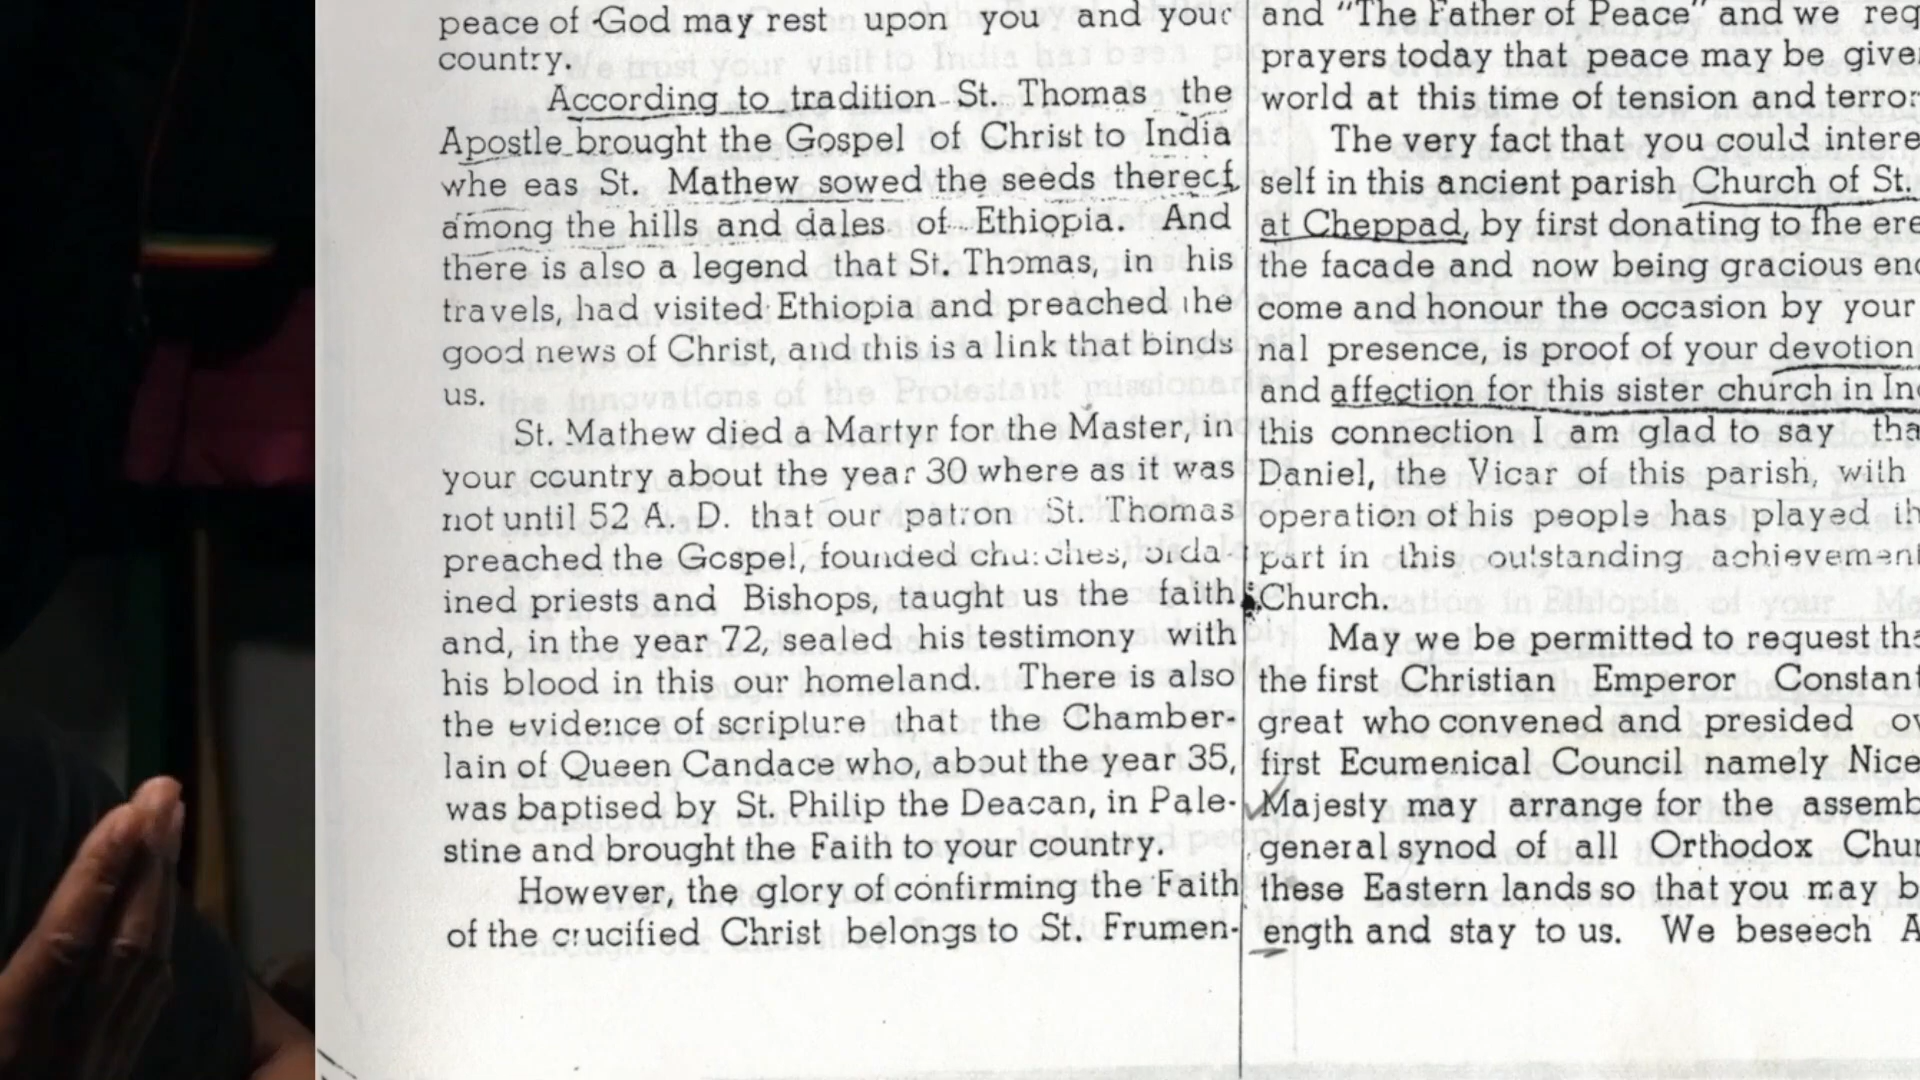 peace of God may rest upon you and your
country.
According to tradition St. Thomas the
Apostle brought the Gospel of Christ to India
whe eas St. Mathew sowed the seeds thereof
among the hills and dales of Ethiopia. And
there is also a legend that St. Thomas, in his
travels, had visited Ethiopia and preached the
good news of Christ, and this is a link that binds
us.
St. Mathew died a Martyr for the Master, in
your country about the year 30 where as it was
not until 52 A. D. that our patron St. Thomas
preached the Gospel, founded churches, orda-
ined priests and Bishops, taught us the faith
and, in the year 72, sealed his testimony with
his blood in this our homeland. There is also
the evidence of scripture that the Chamber-
lain of Queen Candace who, about the year 35,
was baptised by St. Philip the Deacan, in Pale-
stine and brought the Faith to your country.
However, the glory of confirming the Faith
of the crucified Christ belongs to St. Frumen-
and "The Father of Peace" and we req
prayers today that peace may be give
world at this time of tension and terror
The very fact that you could intere
self in this ancient parish Church of St.
at Cheppad, by first donating to the ere
the facade and now being gracious eno
come and honour the occasion by your
nal presence, is proof of your devotion
and affection for this sister church in In
this connection I am glad to say tha
Daniel, the Vicar of this parish, with
operation of his people has played th
part in this outstanding achievement
Church.
May we be permitted to request tha
the first Christian Emperor Constant
great who convened and presided ov
first Ecumenical Council namely Nice
Majesty may arrange for the assemb
general synod of all Orthodox Chur
these Eastern lands so that you may b
ength and stay to us. We beseech A